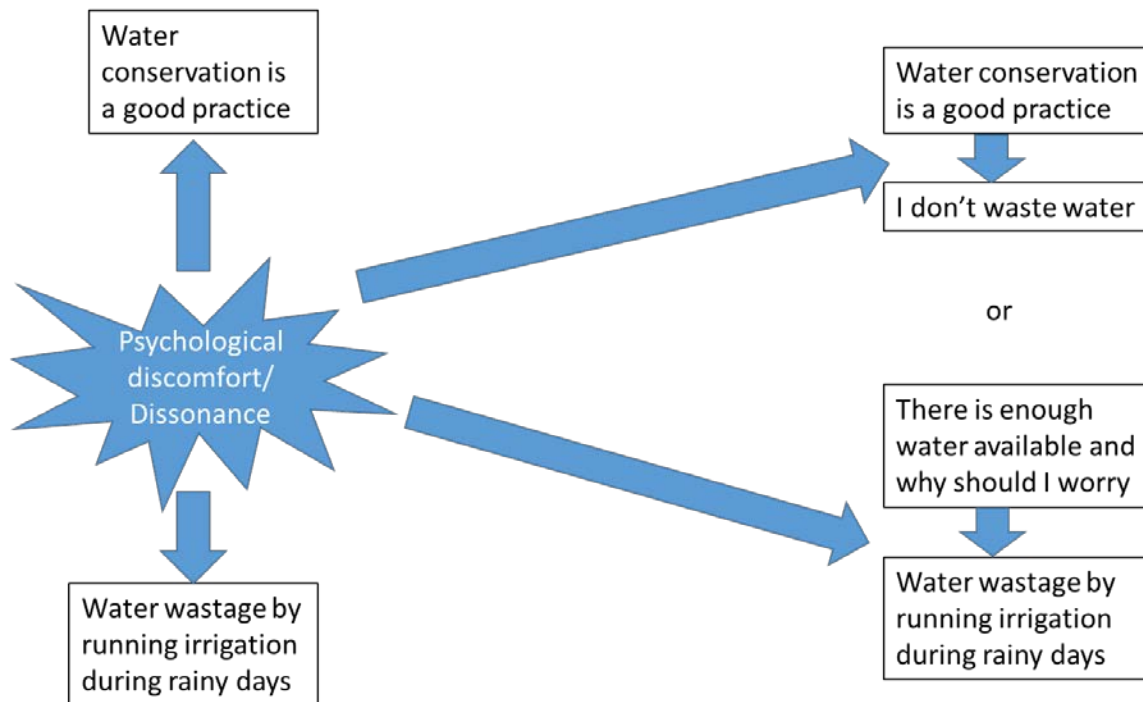 Water
conservation is
a good practice
Psychological
discomfort/
Dissonance
Water wastage by
running irrigation
during rainy days
Water conservation
is a good practice
I don’t waste water
or
There is enough
water available and
why should I worry
Water wastage by
running irrigation
during rainy days